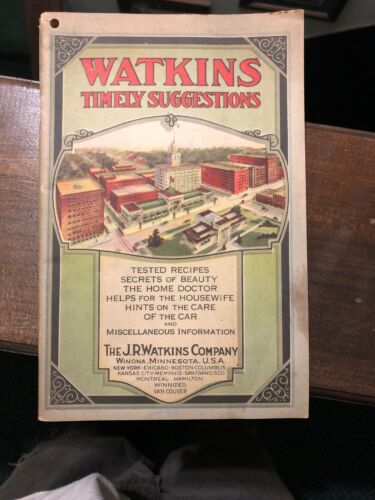 WATKINS
TIMELY SUGGESTIONS
TESTED RECIPES
SECRETS OF BEAUTY
THE HOME DOCTOR
HELPS FOR THE HOUSEWIFE
HINTS ON THE CARE
OF THE CAR
AND
MISCELLANEOUS INFORMATION
THE J.R. WATKINS COMPANY
WINONA, MINNESOTA, U.S.A.
NEW YORK-CHICAGO-BOSTON COLUMBUS
KANSAS CITY-MEMPHIS-SAN FRANCISCO
MONTREAL HAMILTON
WINNIPEG
VAN COUVER